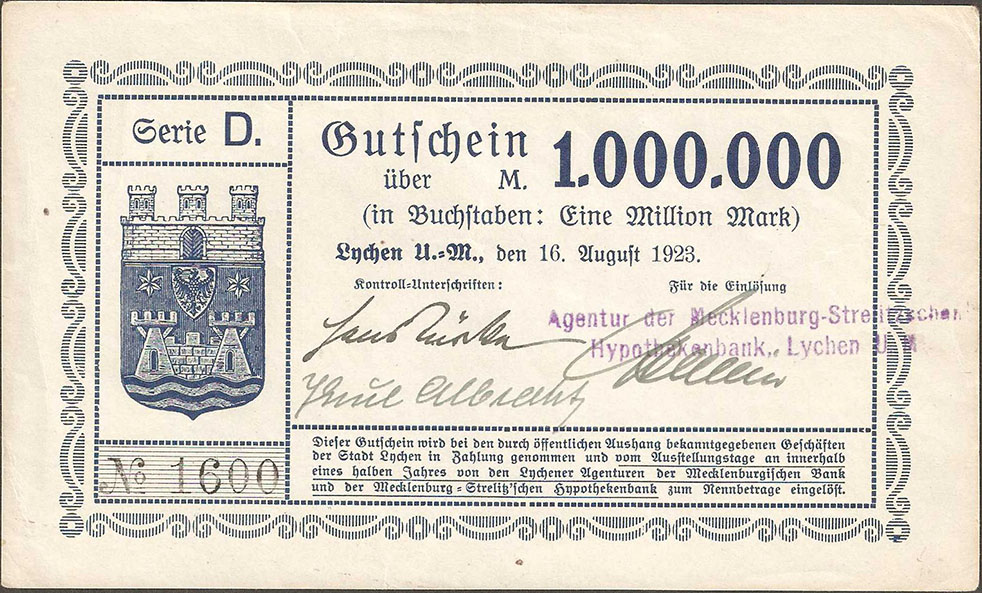 Serie D.
Gutschein
über M. 1.000.000
(in Buchstaben: Eine Million Mark)
Lychen U.=M., den 16. August 1923.
Kontroll=Unterschriften:
Für die Einlösung
Agentur der Mecklenburg-Strelitzschen
Hypothekenbank, Lychen U M
Paul Albrecht
№ 1600
Dieser Gutschein wird bei den durch öffentlichen Aushang bekanntgegebenen Geschäften
der Stadt Lychen in Zahlung genommen und vom Ausstellungstage an innerhalb
eines halben Jahres von den Lychener Agenturen der Mecklenburgischen Bank
und der Mecklenburg=Strelitz'schen Hypothekenbank zum Nennbetrage eingelöst.